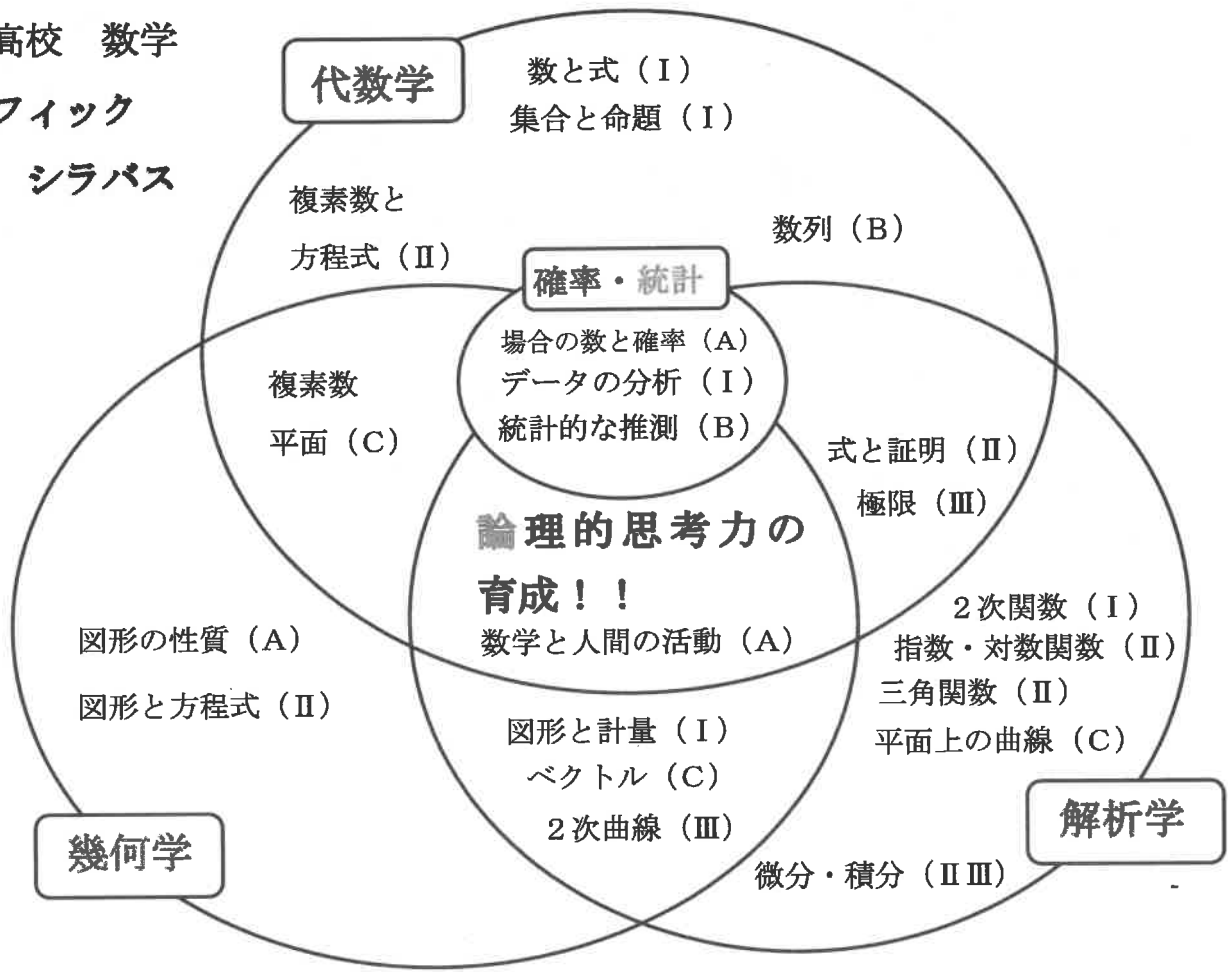 高校 数学
フィック
シラバス
代数学
数と式（Ⅰ）
集合と命題（Ⅰ）
複素数と
方程式（Ⅱ）
数列（B）
確率・統計
場合の数と確率（A）
データの分析（Ⅰ）
統計的な推測（B）
複素数
平面（C）
式と証明（Ⅱ）
極限（Ⅲ）
論理的思考力の
育成！！
数学と人間の活動（A）
図形の性質（A）
図形と方程式（Ⅱ）
2次関数（Ⅰ）
指数・対数関数（Ⅱ）
三角関数（Ⅱ）
平面上の曲線（C）
図形と計量（Ⅰ）
ベクトル（C）
2次曲線（Ⅲ）
幾何学
解析学
微分・積分（ⅡⅢ）